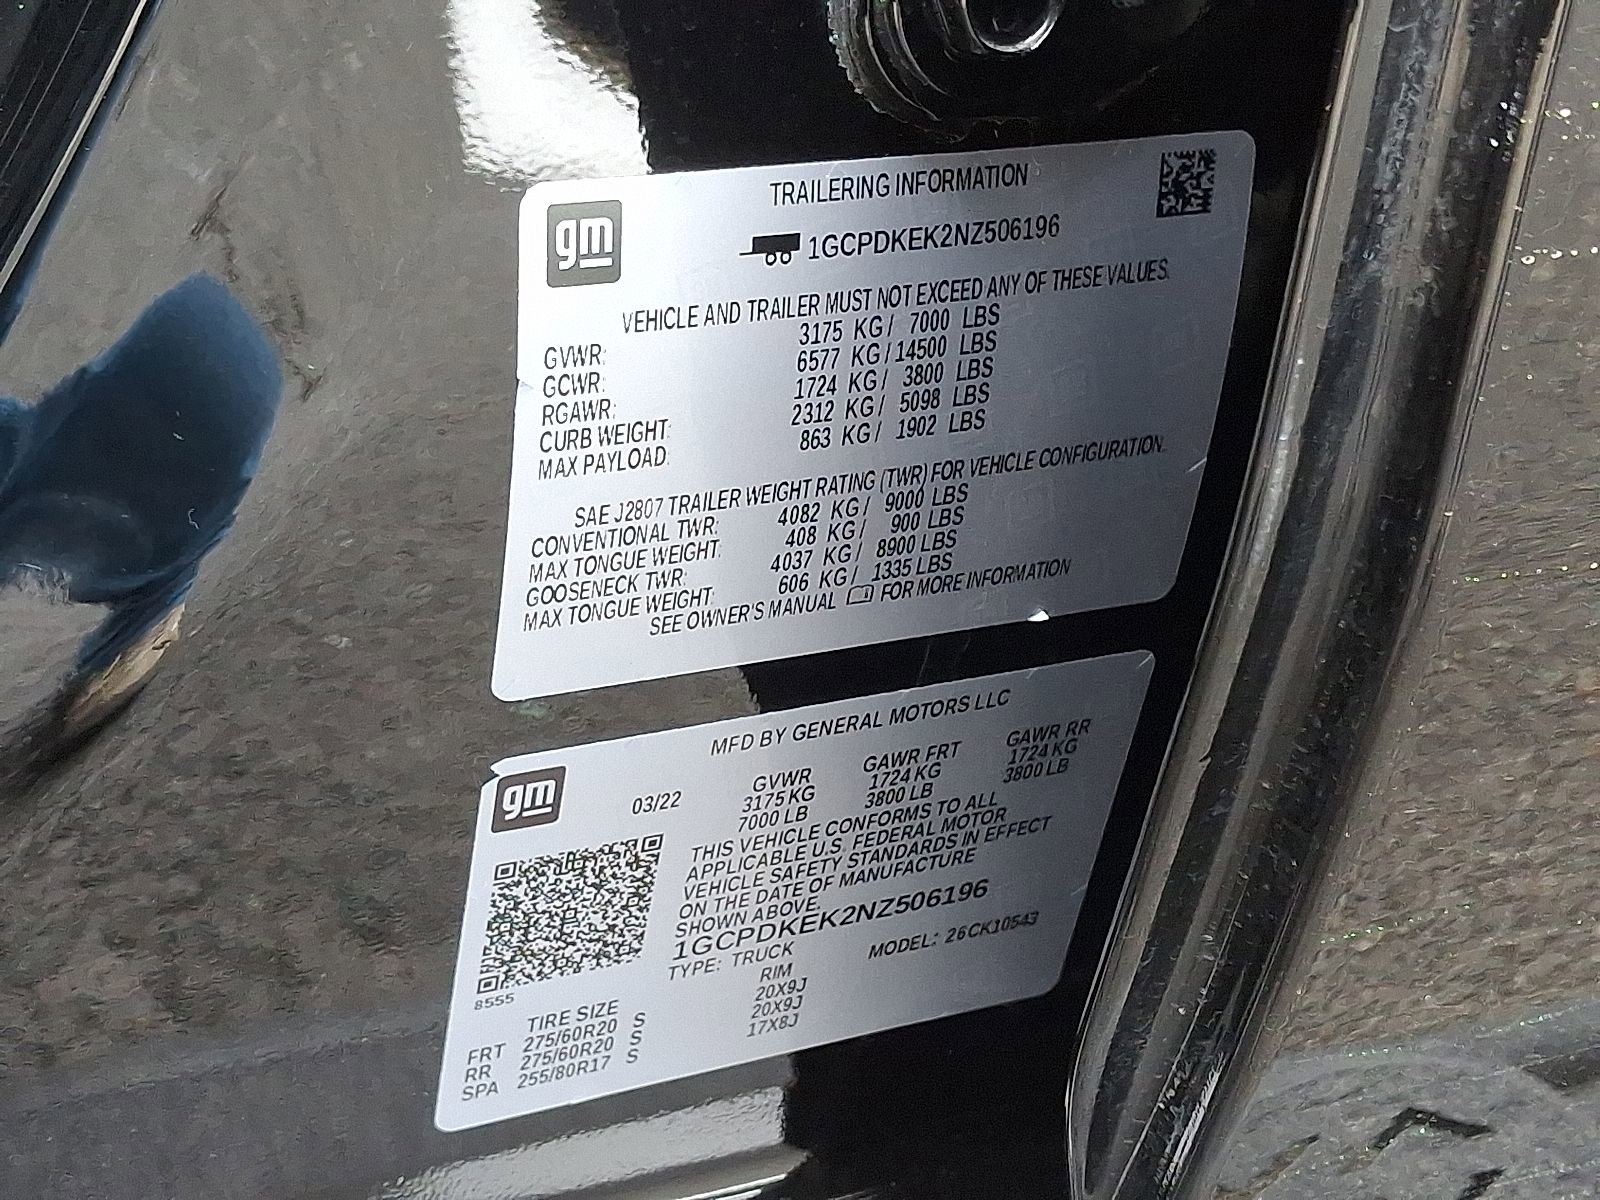 gm
TRAILERING INFORMATION
1GCPDKEK2NZ506196
VEHICLE AND TRAILER MUST NOT EXCEED ANY OF THESE VALUES.
GVWR: 3175 KG/ 7000 LBS
GCWR: 6577 KG/14500 LBS
RGAWR: 1724 KG/ 3800 LBS
CURB WEIGHT: 2312 KG/ 5098 LBS
MAX PAYLOAD: 863 KG/ 1902 LBS
SAE J2807 TRAILER WEIGHT RATING (TWR) FOR VEHICLE CONFIGURATION.
CONVENTIONAL TWR: 4082 KG/ 9000 LBS
MAX TONGUE WEIGHT: 408 KG/ 900 LBS
GOOSENECK TWR: 4037 KG/ 8900 LBS
MAX TONGUE WEIGHT: 606 KG/ 1335 LBS
SEE OWNER'S MANUAL FOR MORE INFORMATION
gm
MFD BY GENERAL MOTORS LLC
03/22 GVWR GAWR FRT GAWR RR
3175 KG 1724 KG 1724 KG
7000 LB 3800 LB 3800 LB
THIS VEHICLE CONFORMS TO ALL
APPLICABLE U.S. FEDERAL MOTOR
VEHICLE SAFETY STANDARDS IN EFFECT
ON THE DATE OF MANUFACTURE
SHOWN ABOVE.
1GCPDKEK2NZ506196
TYPE: TRUCK MODEL: 26CK10543
8555
TIRE SIZE RIM
FRT 275/60R20 S 20X9J
RR 275/60R20 S 20X9J
SPA 255/80R17 S 17X8J